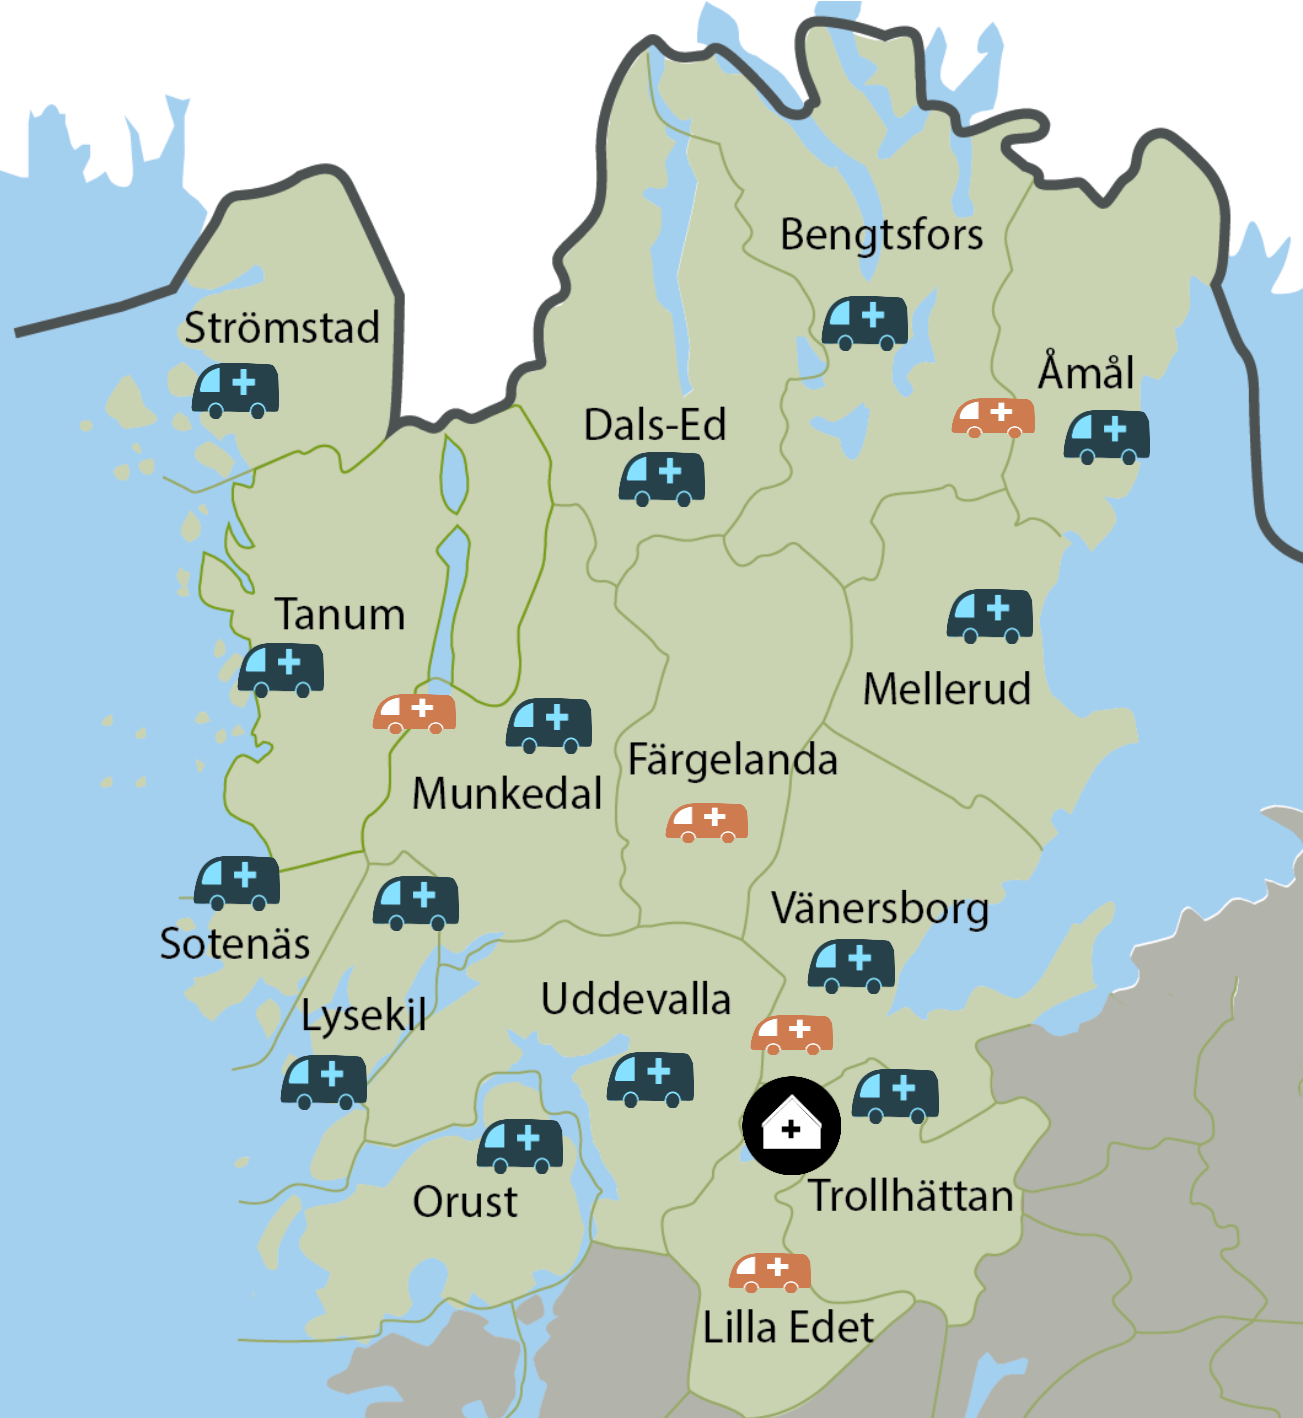 Bengtsfors
Strömstad
Åmål
Dals-Ed
Tanum
Mellerud
Färgelanda
Munkedal
Vänersborg
Sotenäs
Uddevalla
Lysekil
Trollhättan
Orust
Lilla Edet